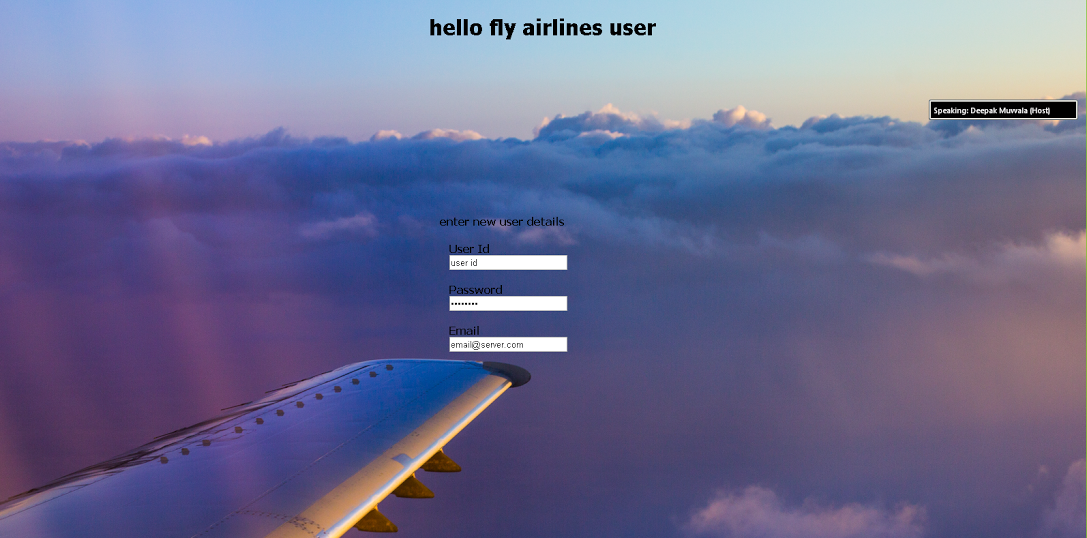 hello fly airlines user
Speaking: Deepak Muvvala (Host)
enter new user details
User Id
user id
Password
••••••••
Email
email@server.com